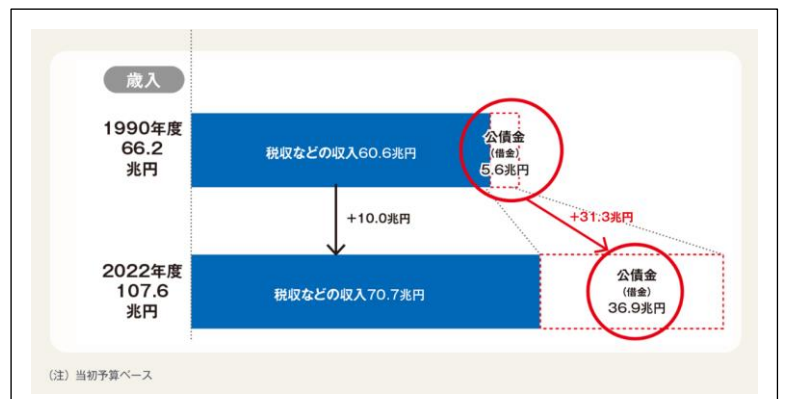 歳入
1990年度
66.2
兆円
税収などの収入60.6兆円
公債金
(借金)
5.6兆円
+10.0兆円
+31.3兆円
2022年度
107.6
兆円
税収などの収入70.7兆円
公債金
(借金)
36.9兆円
(注) 当初予算ベース